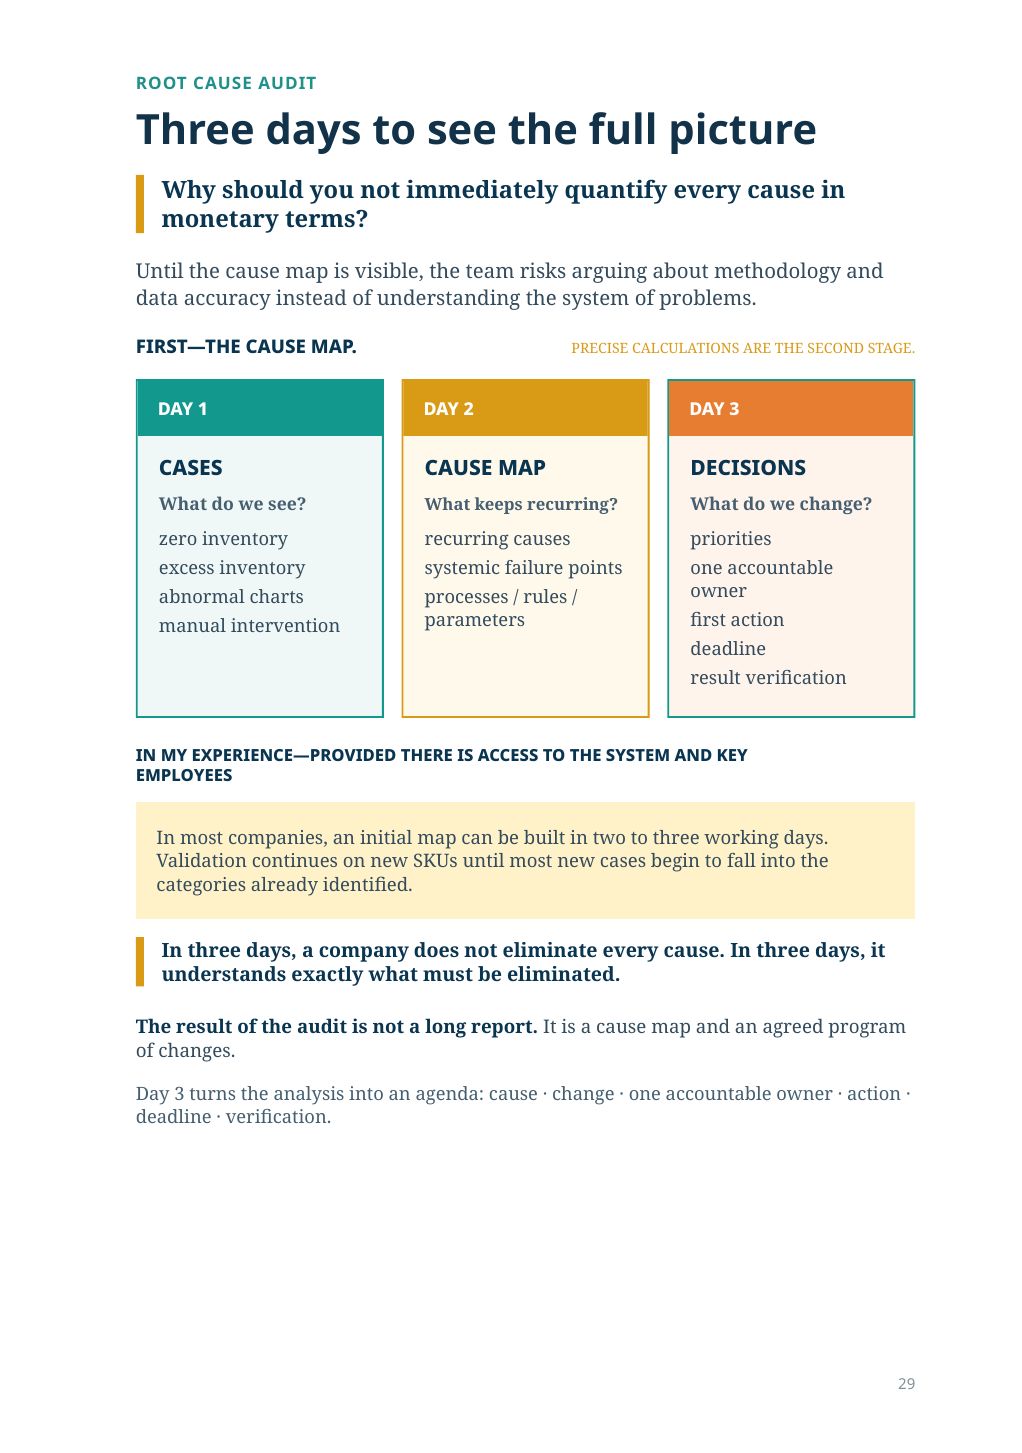 ROOT CAUSE AUDIT
Three days to see the full picture
Why should you not immediately quantify every cause in
monetary terms?
Until the cause map is visible, the team risks arguing about methodology and
data accuracy instead of understanding the system of problems.
FIRST—THE CAUSE MAP.
PRECISE CALCULATIONS ARE THE SECOND STAGE.
DAY 1
CASES
What do we see?
zero inventory
excess inventory
abnormal charts
manual intervention
DAY 2
CAUSE MAP
What keeps recurring?
recurring causes
systemic failure points
processes / rules /
parameters
DAY 3
DECISIONS
What do we change?
priorities
one accountable
owner
first action
deadline
result verification
IN MY EXPERIENCE—PROVIDED THERE IS ACCESS TO THE SYSTEM AND KEY
EMPLOYEES
In most companies, an initial map can be built in two to three working days.
Validation continues on new SKUs until most new cases begin to fall into the
categories already identified.
In three days, a company does not eliminate every cause. In three days, it
understands exactly what must be eliminated.
The result of the audit is not a long report. It is a cause map and an agreed program
of changes.
Day 3 turns the analysis into an agenda: cause · change · one accountable owner · action ·
deadline · verification.
29